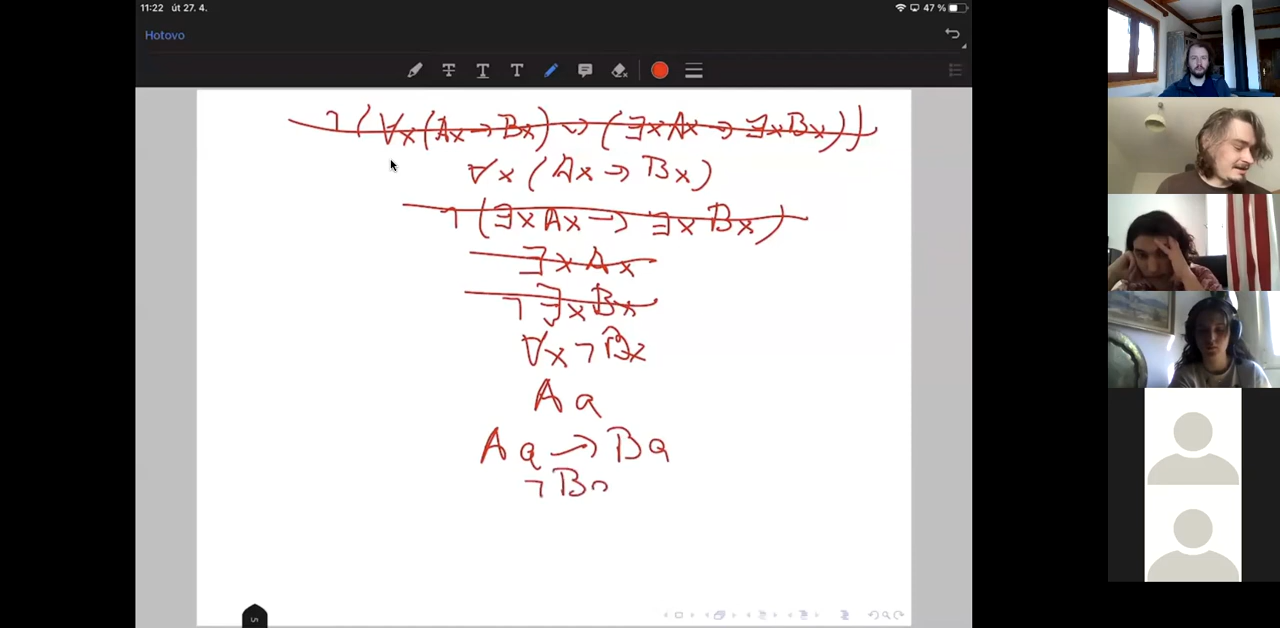 11:22 út 27. 4.
47 %
Hotovo
¬(∀x(Ax→Bx)→(∃xAx→∃xBx))
∀x(Ax→Bx)
¬(∃xAx→∃xBx)
∃xAx
¬∃xBx
∀x¬Bx
Aa
Aa→Ba
¬Ba
5